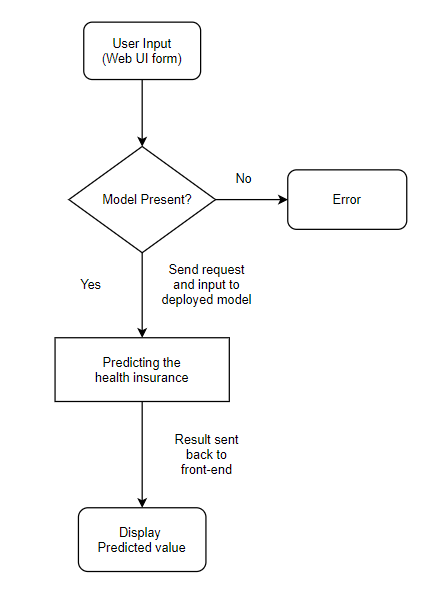 User Input
(Web UI form)
Model Present?
No
Error
Yes
Send request
and input to
deployed model
Predicting the
health insurance
Result sent
back to
front-end
Display
Predicted value